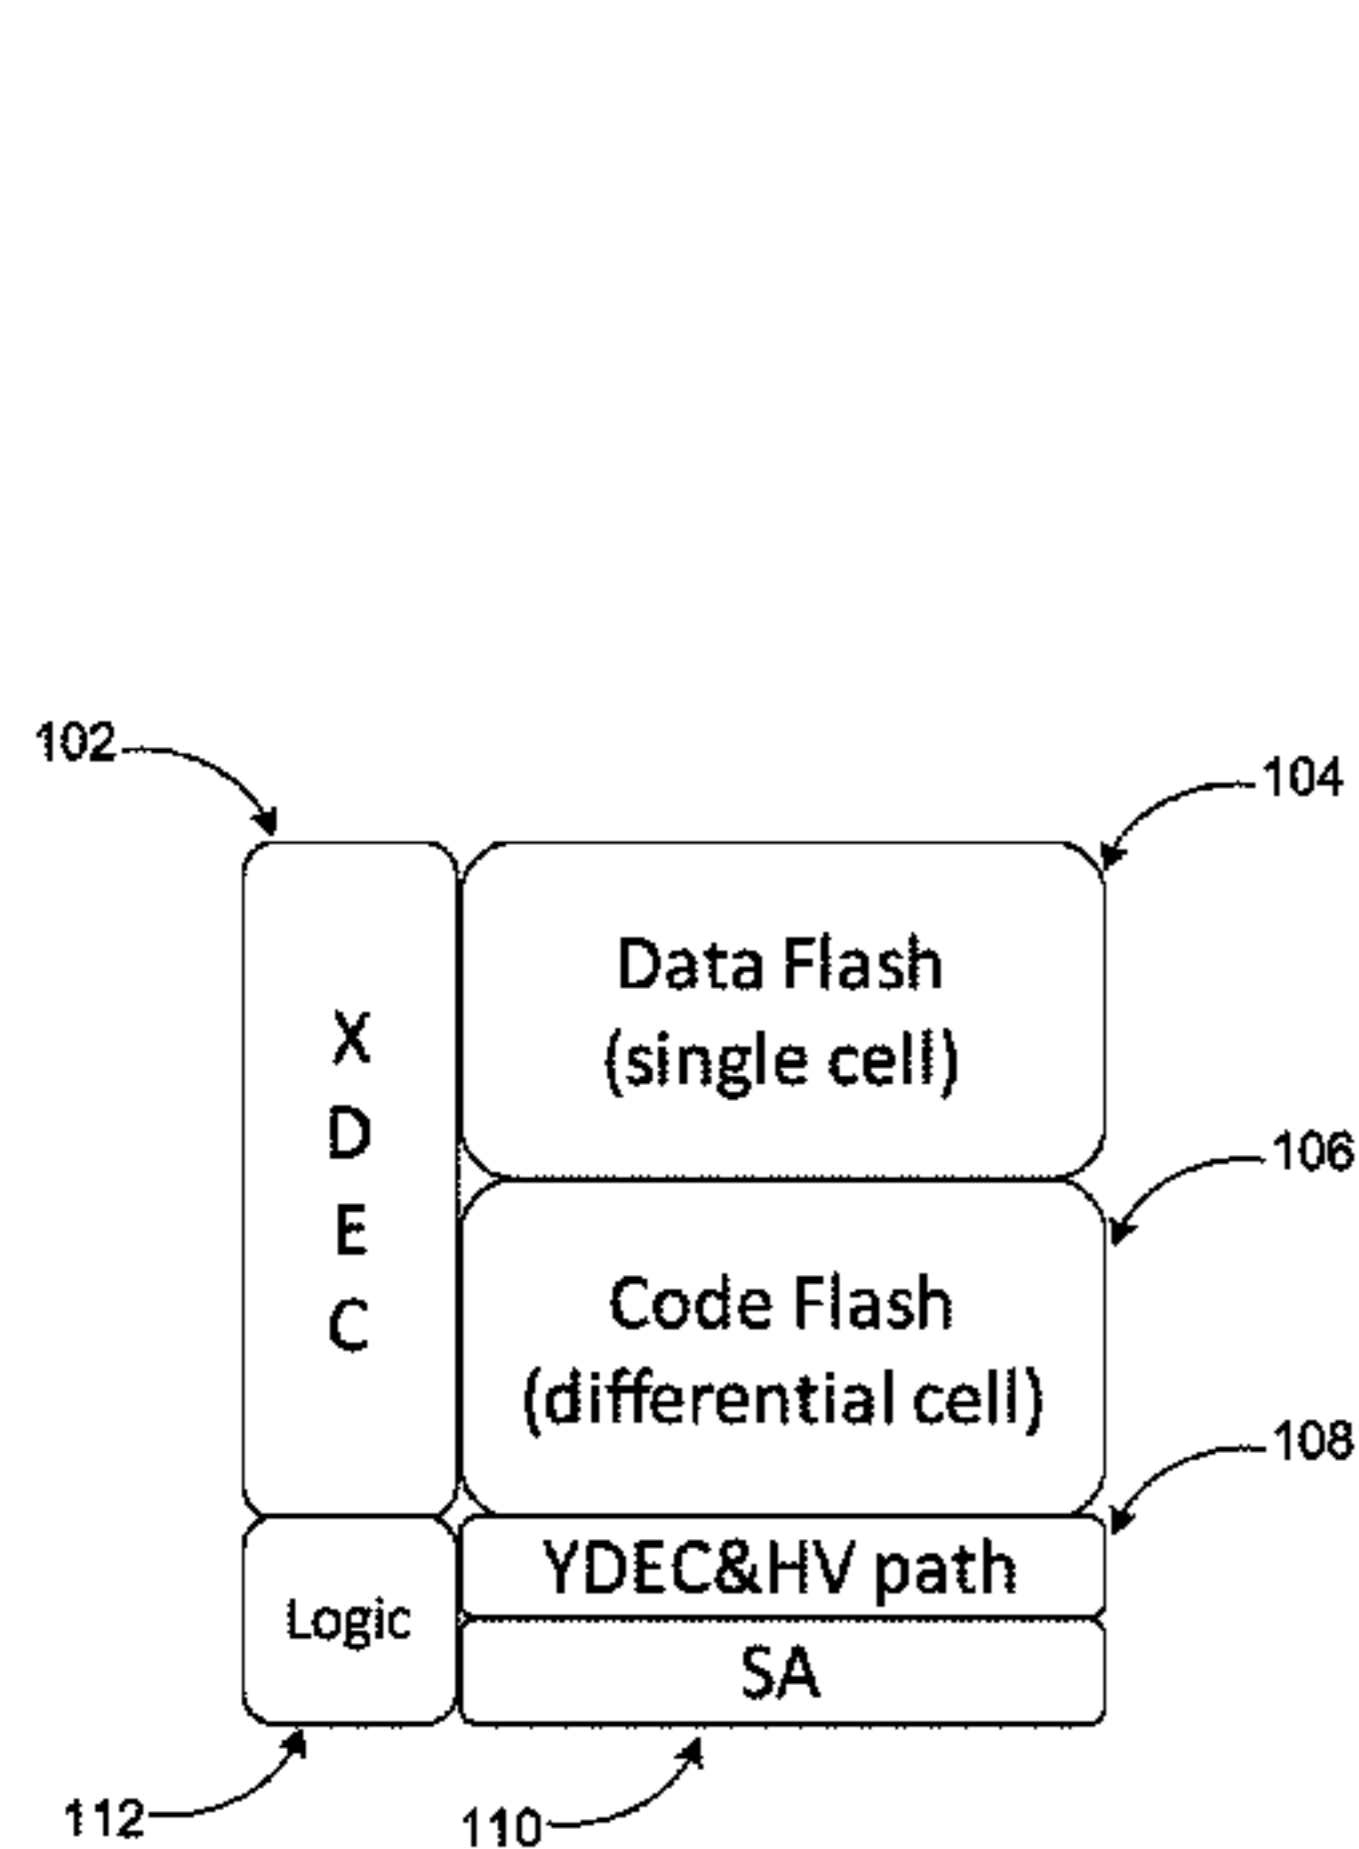 102
104
X
D
E
C
Data Flash
(single cell)
106
Code Flash
(differential cell)
108
YDEC&HV path
Logic
SA
112
110